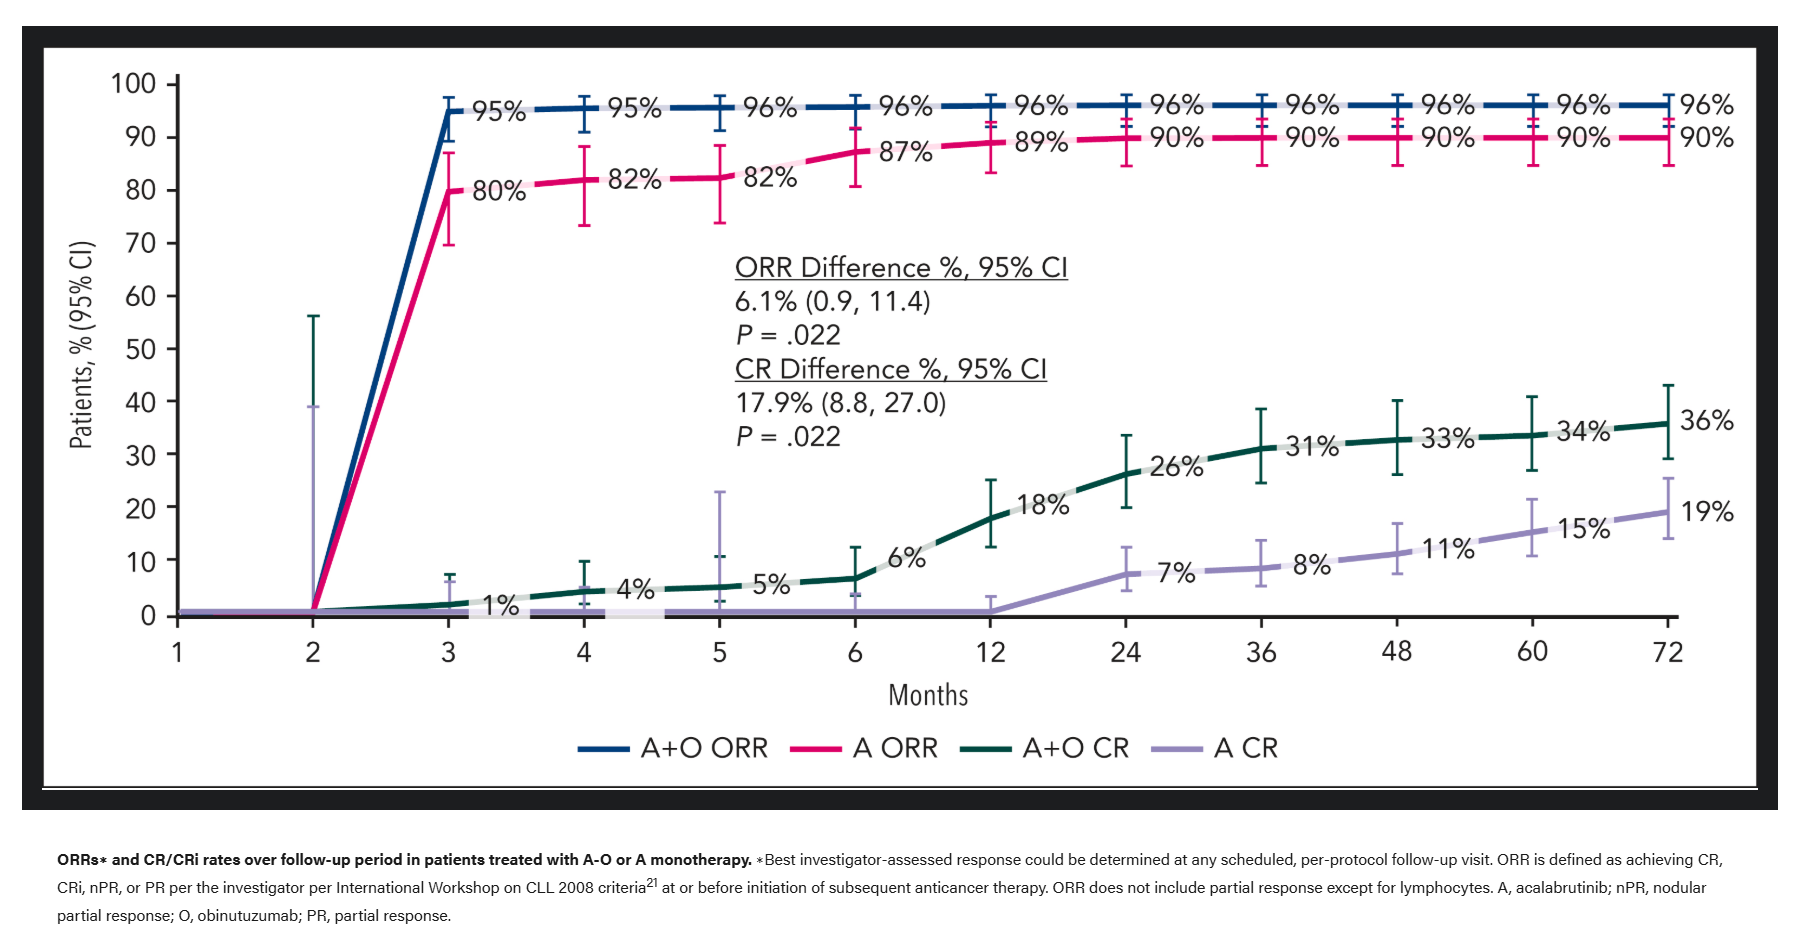 100
90
80
70
60
50
40
30
20
10
0
Patients, % (95% CI)
95% 95% 96% 96% 96% 96% 96% 96% 96% 96%
80% 82% 82% 87% 89% 90% 90% 90% 90% 90%
ORR Difference %, 95% CI
6.1% (0.9, 11.4)
P = .022
CR Difference %, 95% CI
17.9% (8.8, 27.0)
P = .022
1% 4% 5% 6% 18% 26% 31% 33% 34% 36%
7% 8% 11% 15% 19%
1 2 3 4 5 6 12 24 36 48 60 72
Months
A+O ORR A ORR A+O CR A CR
ORRs* and CR/CRi rates over follow-up period in patients treated with A-O or A monotherapy. *Best investigator-assessed response could be determined at any scheduled, per-protocol follow-up visit. ORR is defined as achieving CR,
CRi, nPR, or PR per the investigator per International Workshop on CLL 2008 criteria21 at or before initiation of subsequent anticancer therapy. ORR does not include partial response except for lymphocytes. A, acalabrutinib; nPR, nodular
partial response; O, obinutuzumab; PR, partial response.